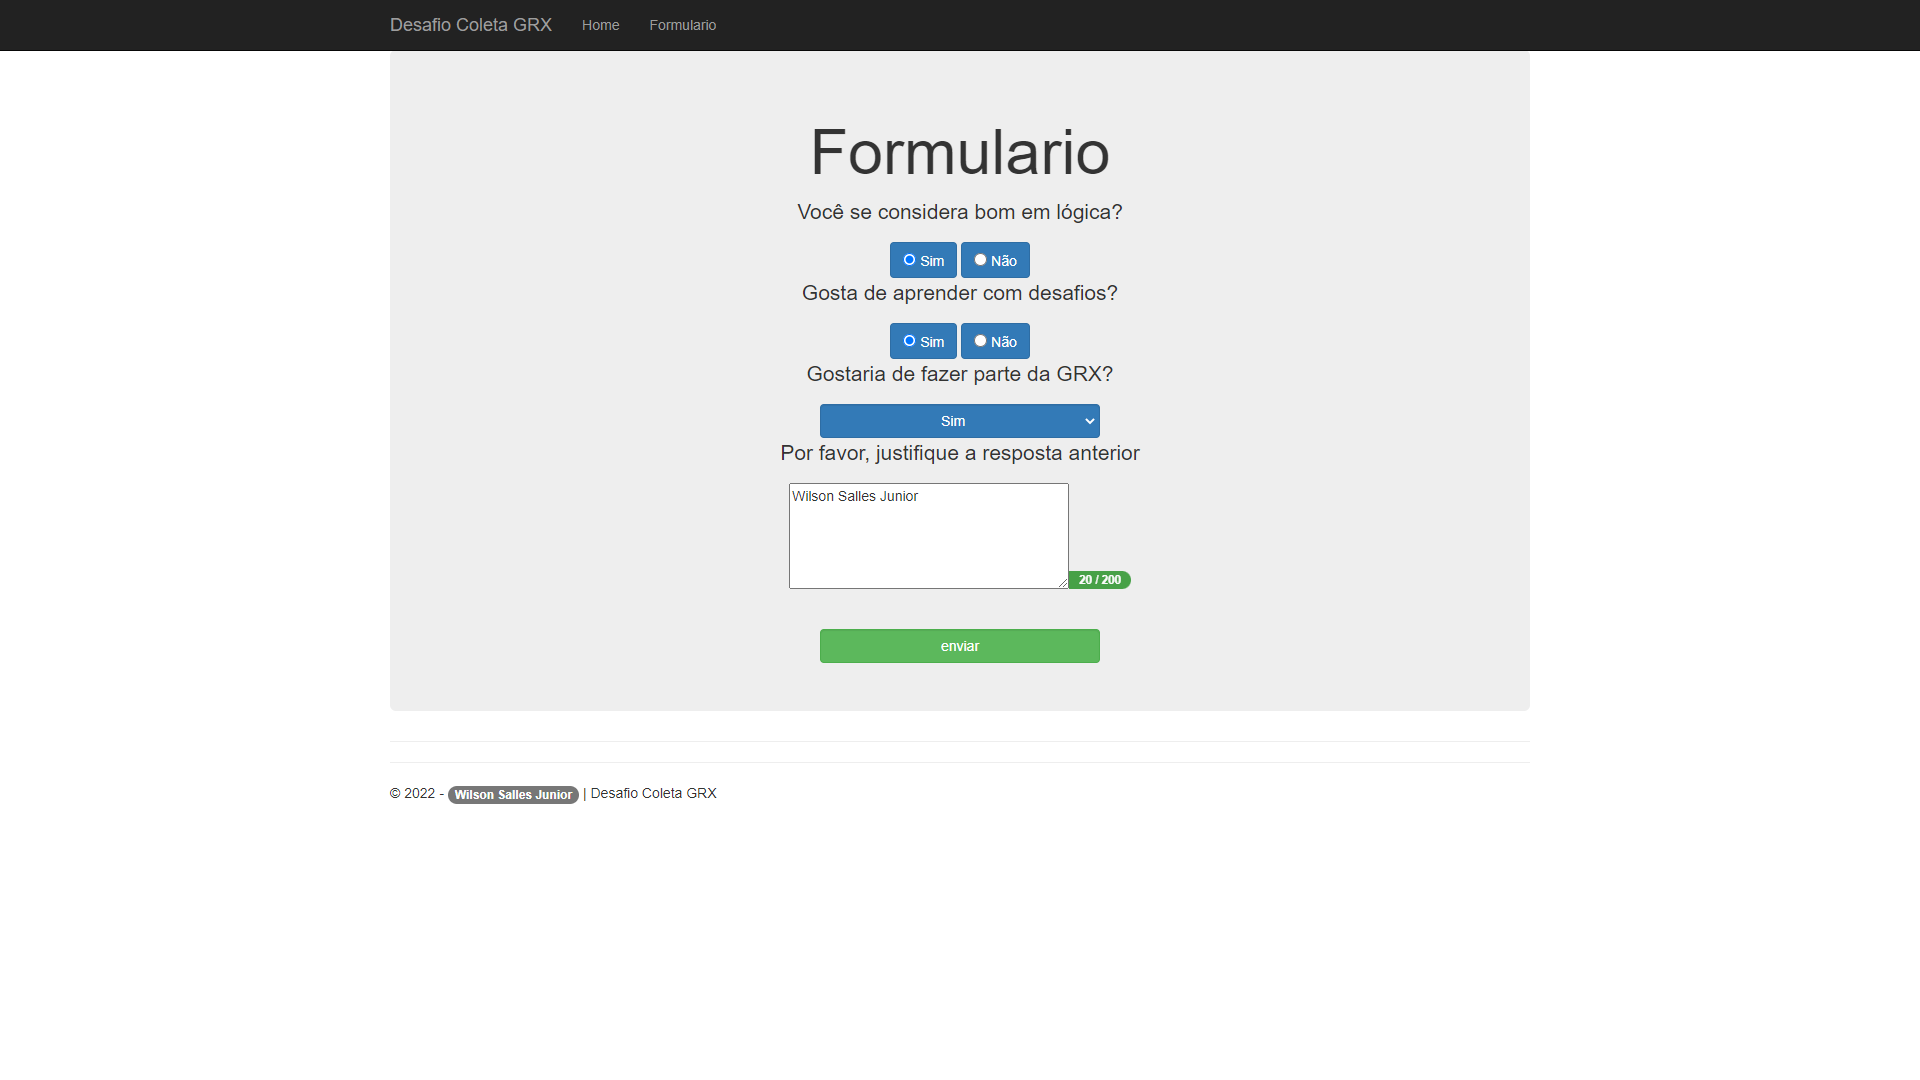 Desafio Coleta GRX Home Formulario
Formulario
Você se considera bom em lógica?
Sim Não
Gosta de aprender com desafios?
Sim Não
Gostaria de fazer parte da GRX?
Sim
Por favor, justifique a resposta anterior
Wilson Salles Junior
20 / 200
enviar
© 2022 - Wilson Salles Junior | Desafio Coleta GRX